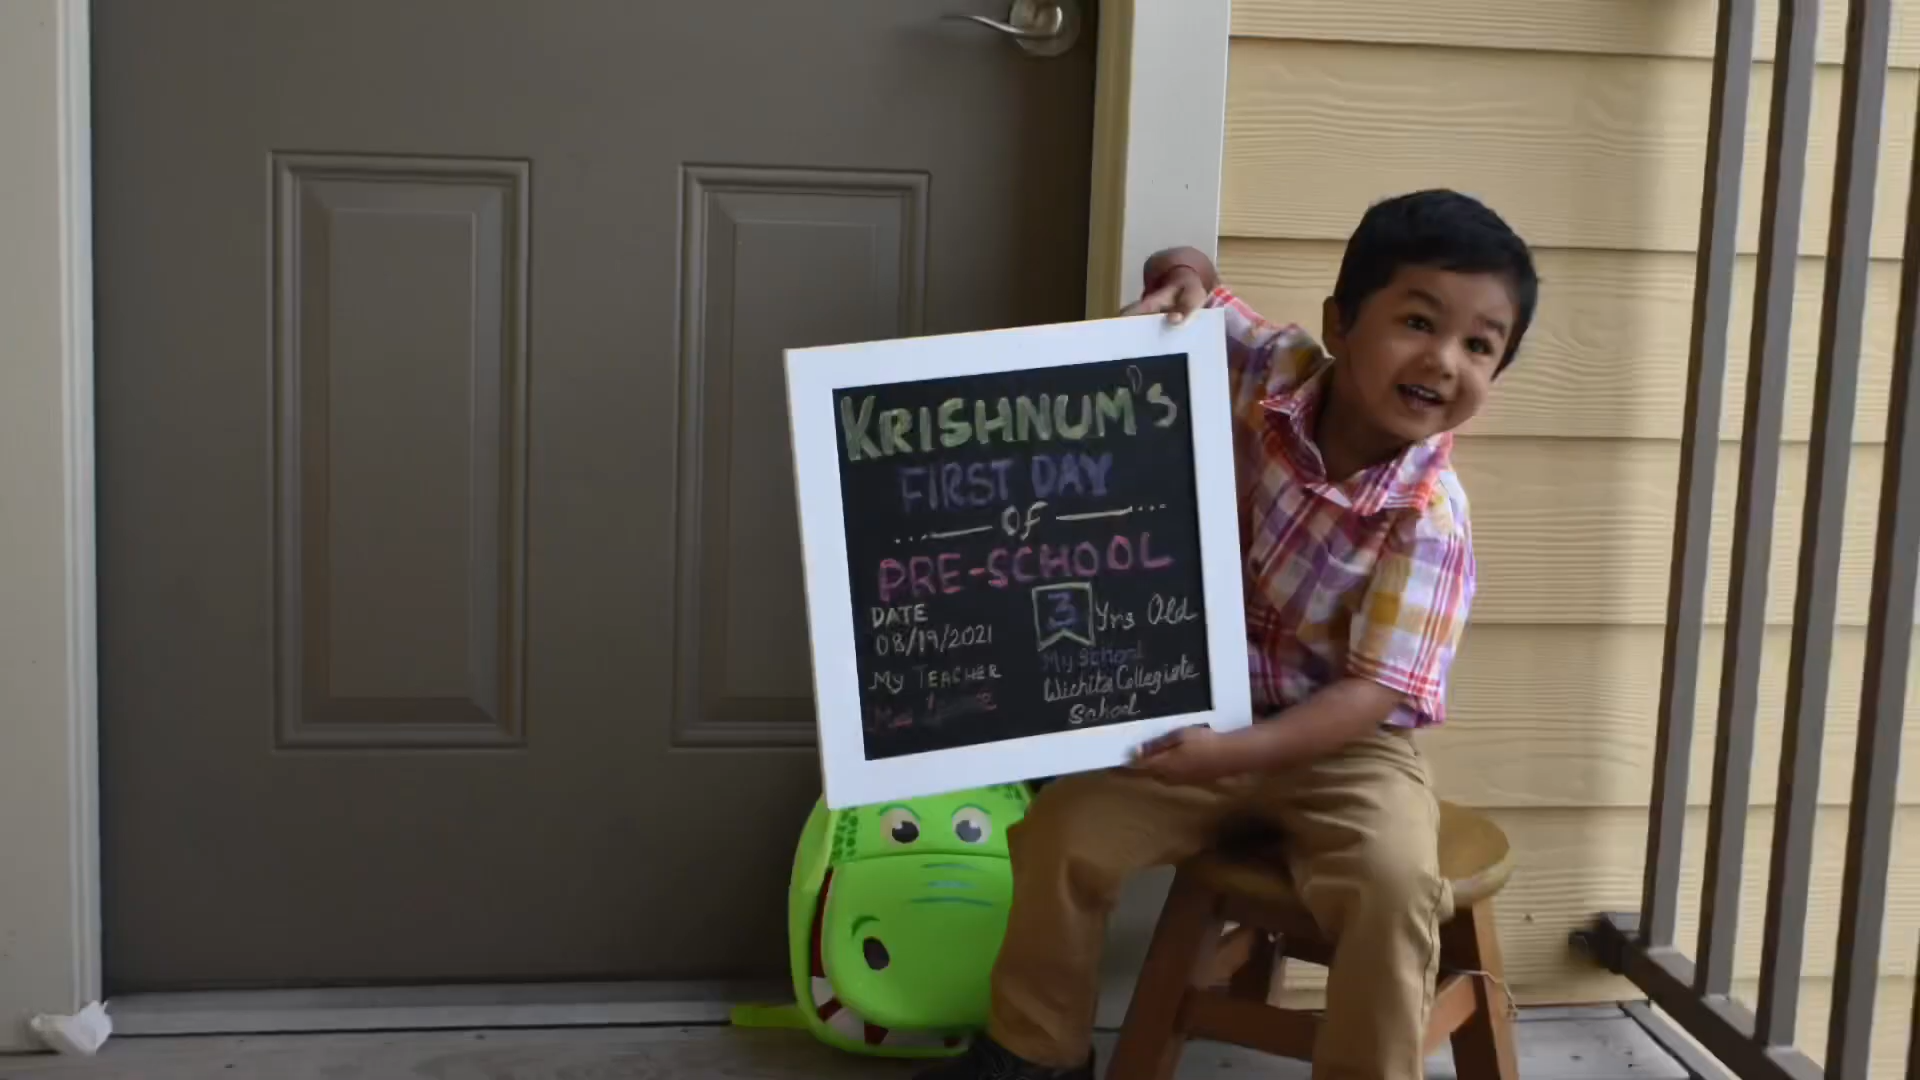 KRISHNUM'S
FIRST DAY
OF
PRE-SCHOOL
DATE
08/19/2021
MY TEACHER
3 Yrs Old
My School
Wichita Collegiate
School